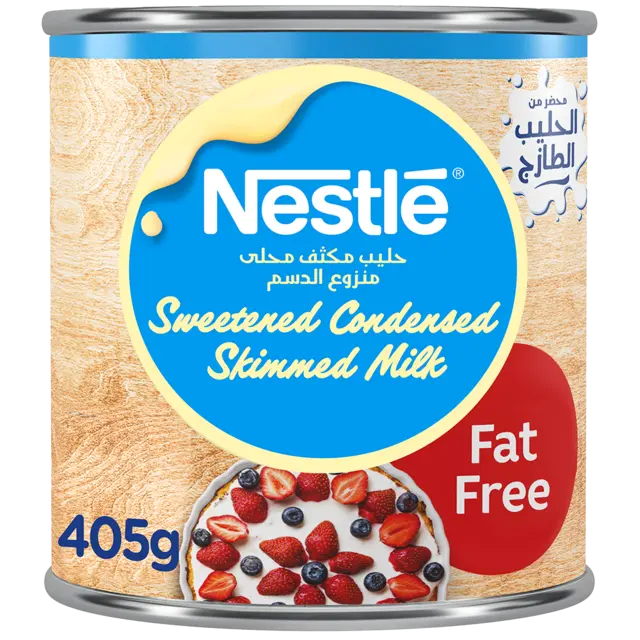 محضر من
الحليب
الطازج
Nestlé®
حليب مكثف محلى
منزوع الدسم
Sweetened Condensed
Skimmed Milk
Fat
Free
405g